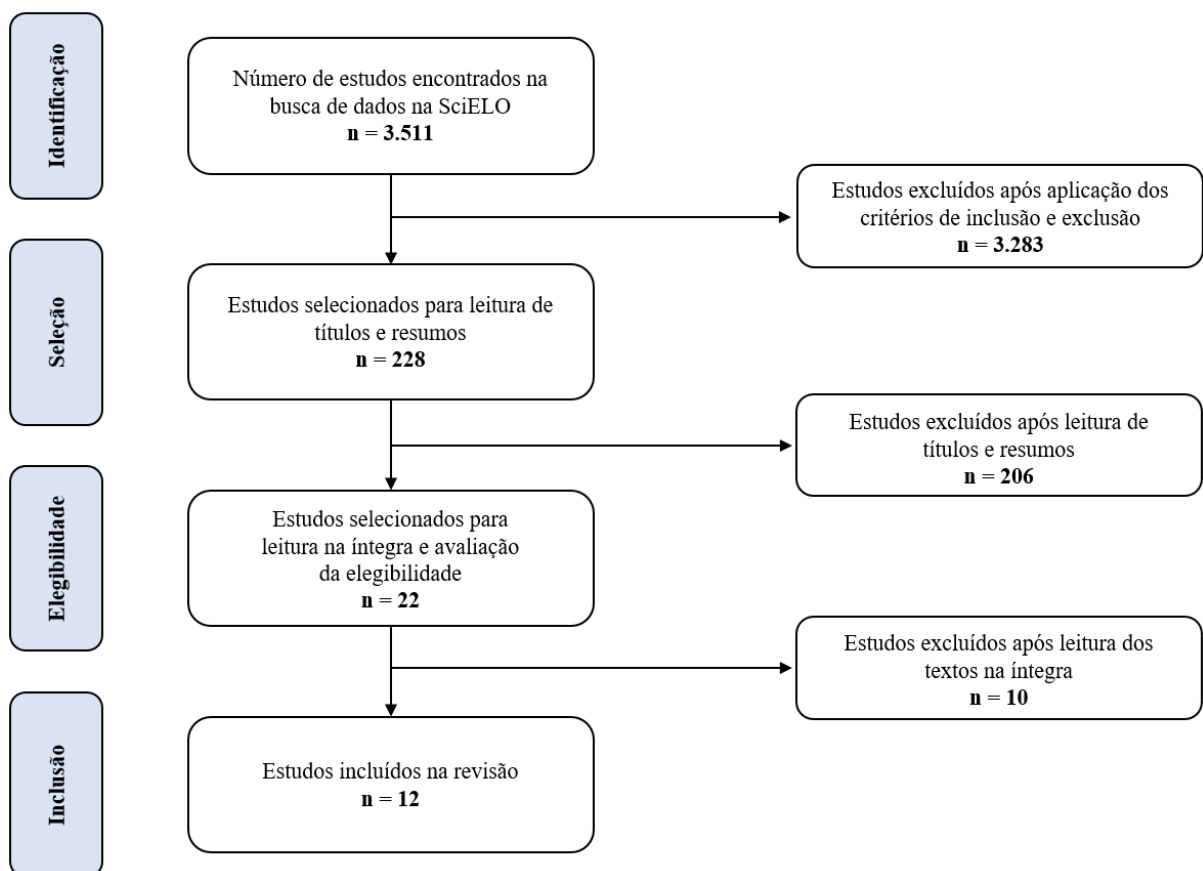 Identificação
Número de estudos encontrados na
busca de dados na SciELO
n = 3.511
Estudos excluídos após aplicação dos
critérios de inclusão e exclusão
n = 3.283
Seleção
Estudos selecionados para leitura de
títulos e resumos
n = 228
Estudos excluídos após leitura de
títulos e resumos
n = 206
Elegibilidade
Estudos selecionados para
leitura na íntegra e avaliação
da elegibilidade
n = 22
Estudos excluídos após leitura dos
textos na íntegra
n = 10
Inclusão
Estudos incluídos na revisão
n = 12